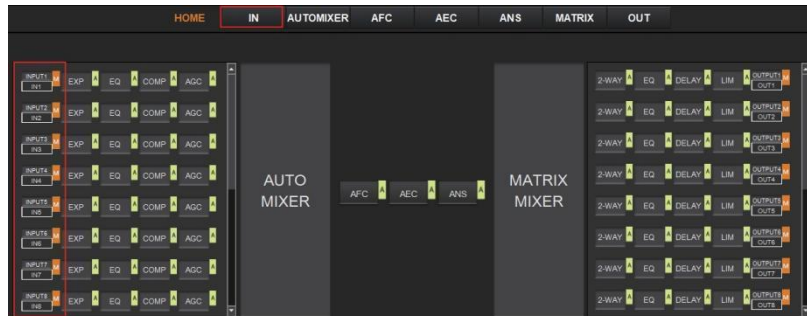 HOME IN AUTOMIXER AFC AEC ANS MATRIX OUT
INPUT1 M EXP A EQ A COMP A AGC A 2-WAY A EQ A DELAY A LIM A OUTPUT1 M
IN1 OUT1
INPUT2 M EXP A EQ A COMP A AGC A 2-WAY A EQ A DELAY A LIM A OUTPUT2 M
IN2 OUT2
INPUT3 M EXP A EQ A COMP A AGC A 2-WAY A EQ A DELAY A LIM A OUTPUT3 M
IN3 OUT3
INPUT4 M EXP A EQ A COMP A AGC A 2-WAY A EQ A DELAY A LIM A OUTPUT4 M
IN4 OUT4
AUTO MIXER
AFC A AEC A ANS A
MATRIX MIXER
INPUT5 M EXP A EQ A COMP A AGC A 2-WAY A EQ A DELAY A LIM A OUTPUT5 M
IN5 OUT5
INPUT6 M EXP A EQ A COMP A AGC A 2-WAY A EQ A DELAY A LIM A OUTPUT6 M
IN6 OUT6
INPUT7 M EXP A EQ A COMP A AGC A 2-WAY A EQ A DELAY A LIM A OUTPUT7 M
IN7 OUT7
INPUT8 M EXP A EQ A COMP A AGC A 2-WAY A EQ A DELAY A LIM A OUTPUT8 M
IN8 OUT8